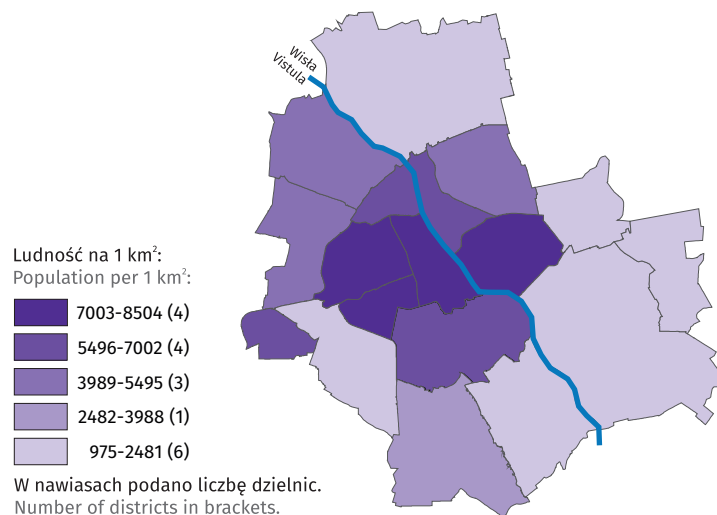 Wisła
Vistula
Ludność na 1 km²:
Population per 1 km²:
7003-8504 (4)
5496-7002 (4)
3989-5495 (3)
2482-3988 (1)
975-2481 (6)
W nawiasach podano liczbę dzielnic.
Number of districts in brackets.